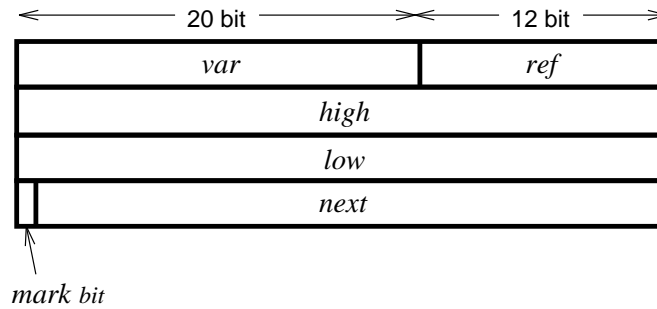 20 bit 12 bit
var ref
high
low
next
mark bit